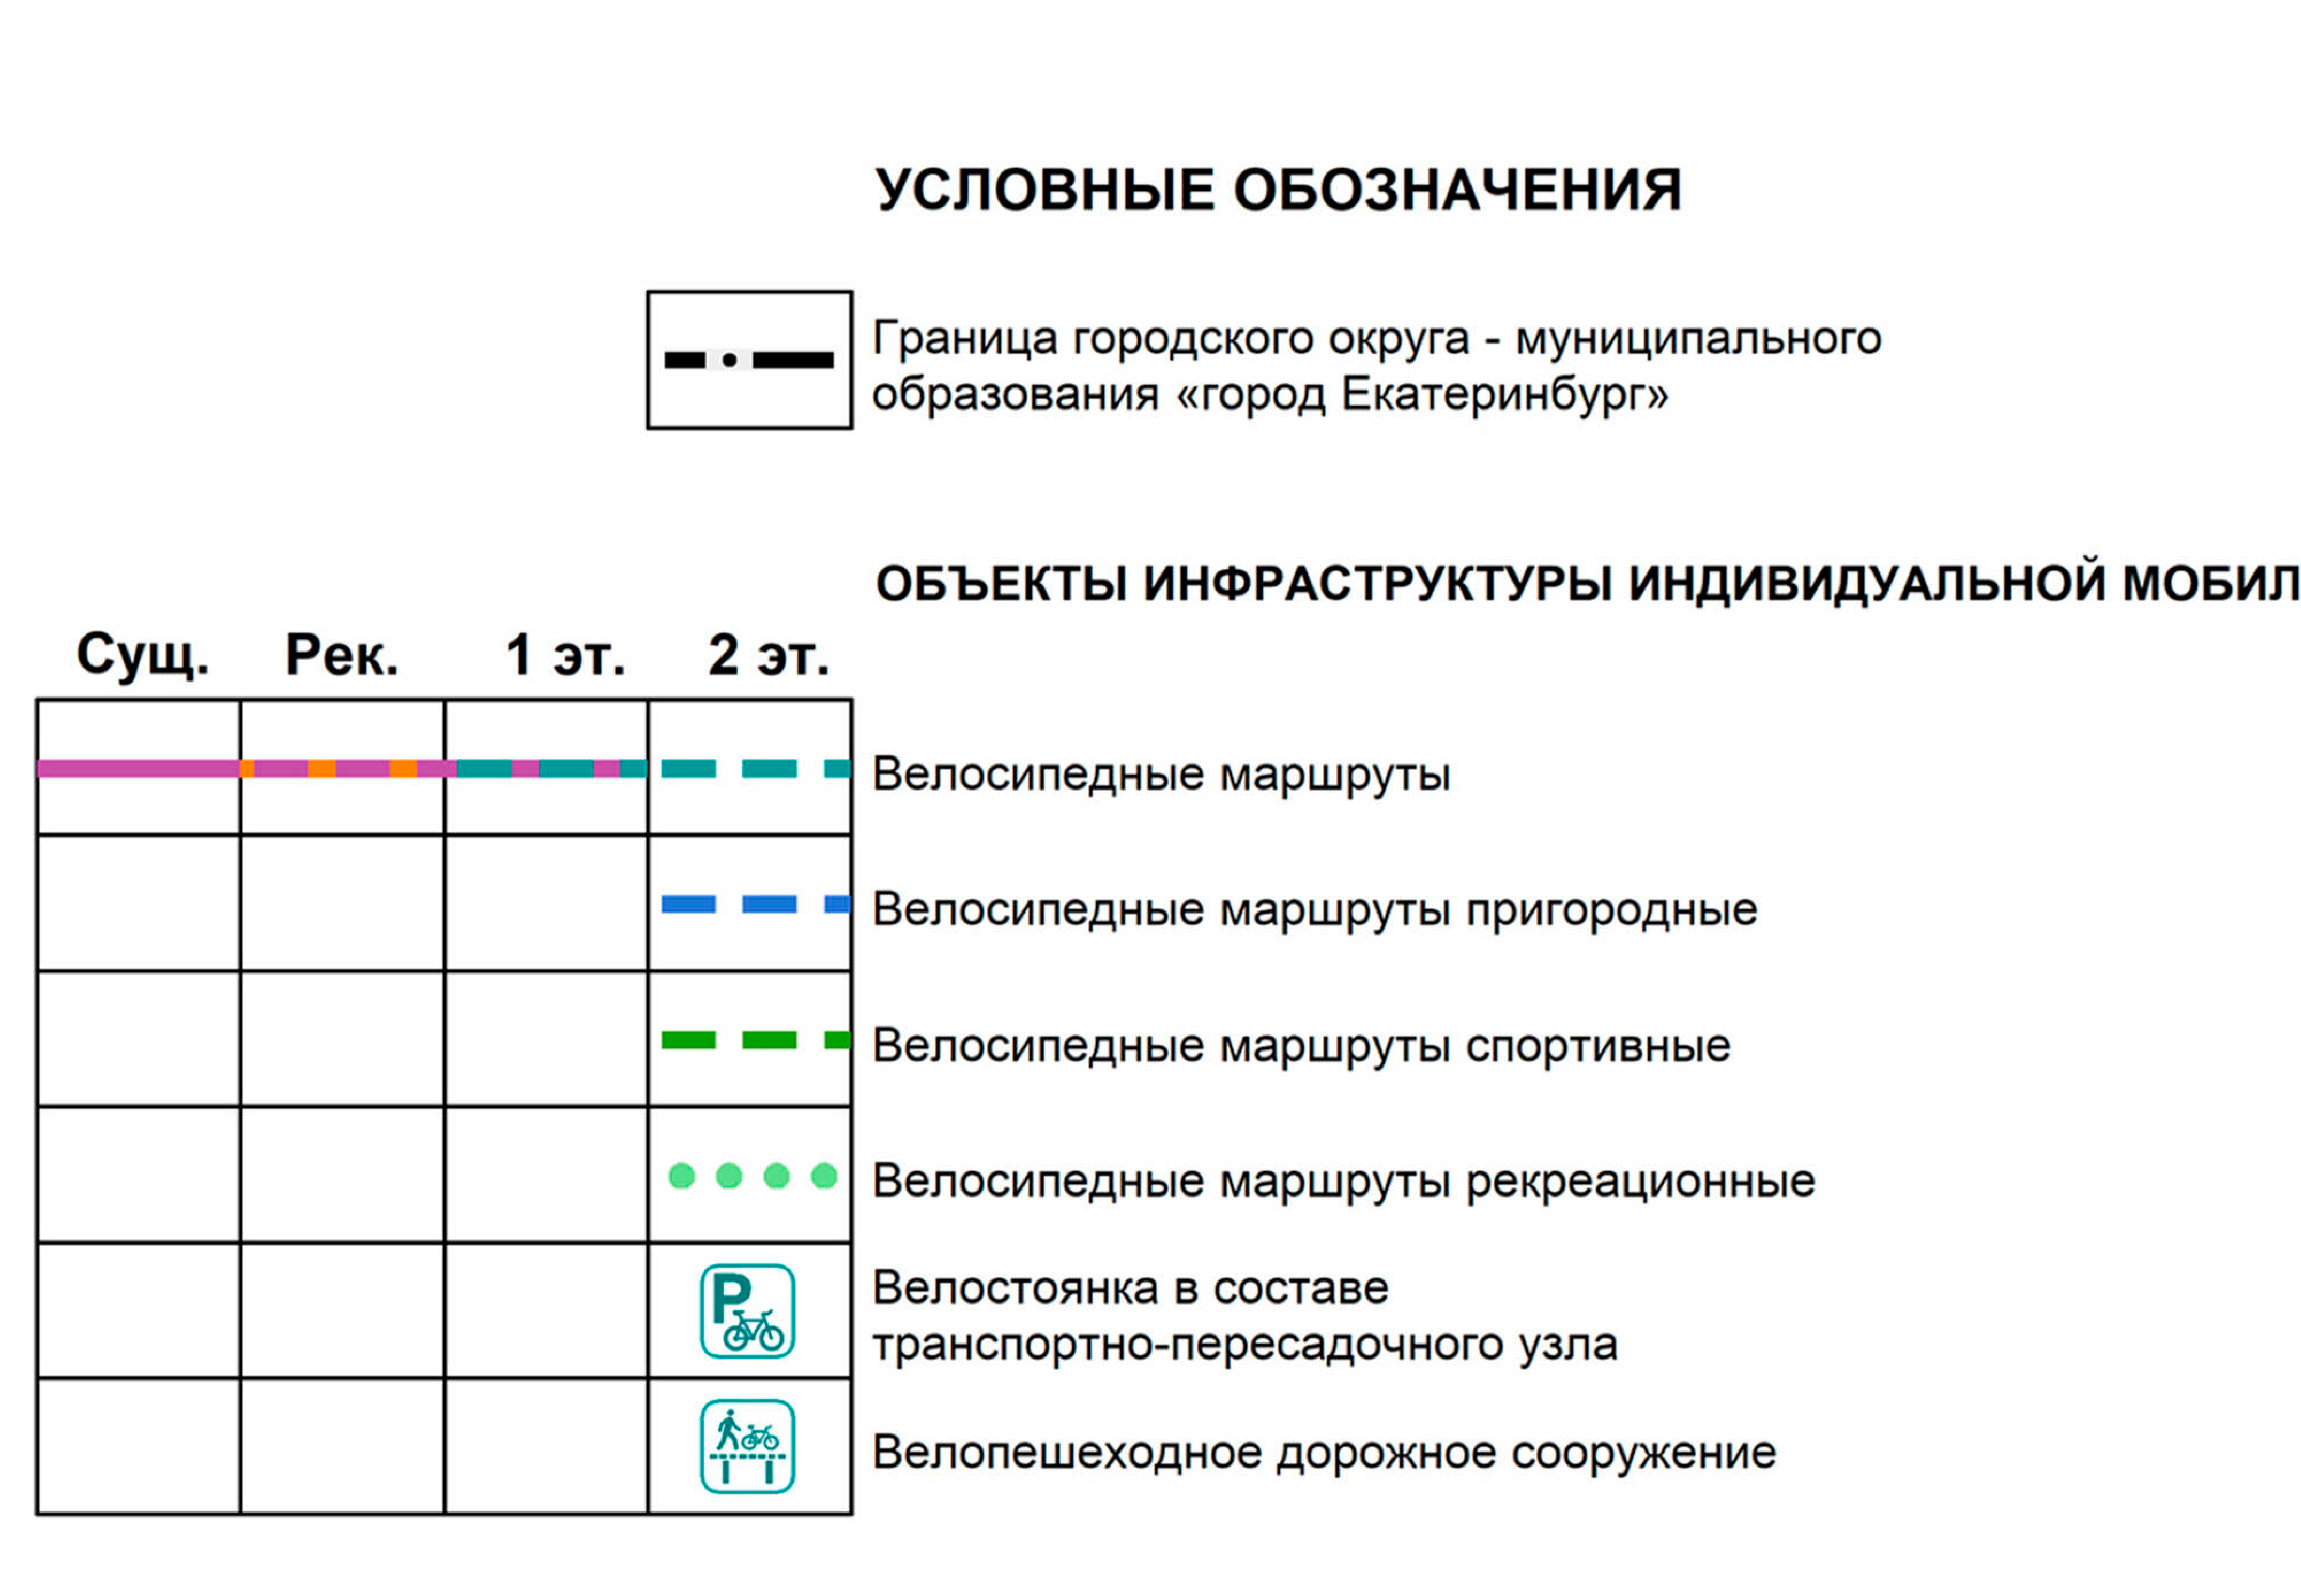 УСЛОВНЫЕ ОБОЗНАЧЕНИЯ
Граница городского округа - муниципального
образования «город Екатеринбург»
ОБЪЕКТЫ ИНФРАСТРУКТУРЫ ИНДИВИДУАЛЬНОЙ МОБИЛ
Сущ. Рек. 1 эт. 2 эт.
Велосипедные маршруты
Велосипедные маршруты пригородные
Велосипедные маршруты спортивные
Велосипедные маршруты рекреационные
P
Велостоянка в составе
транспортно-пересадочного узла
Велопешеходное дорожное сооружение